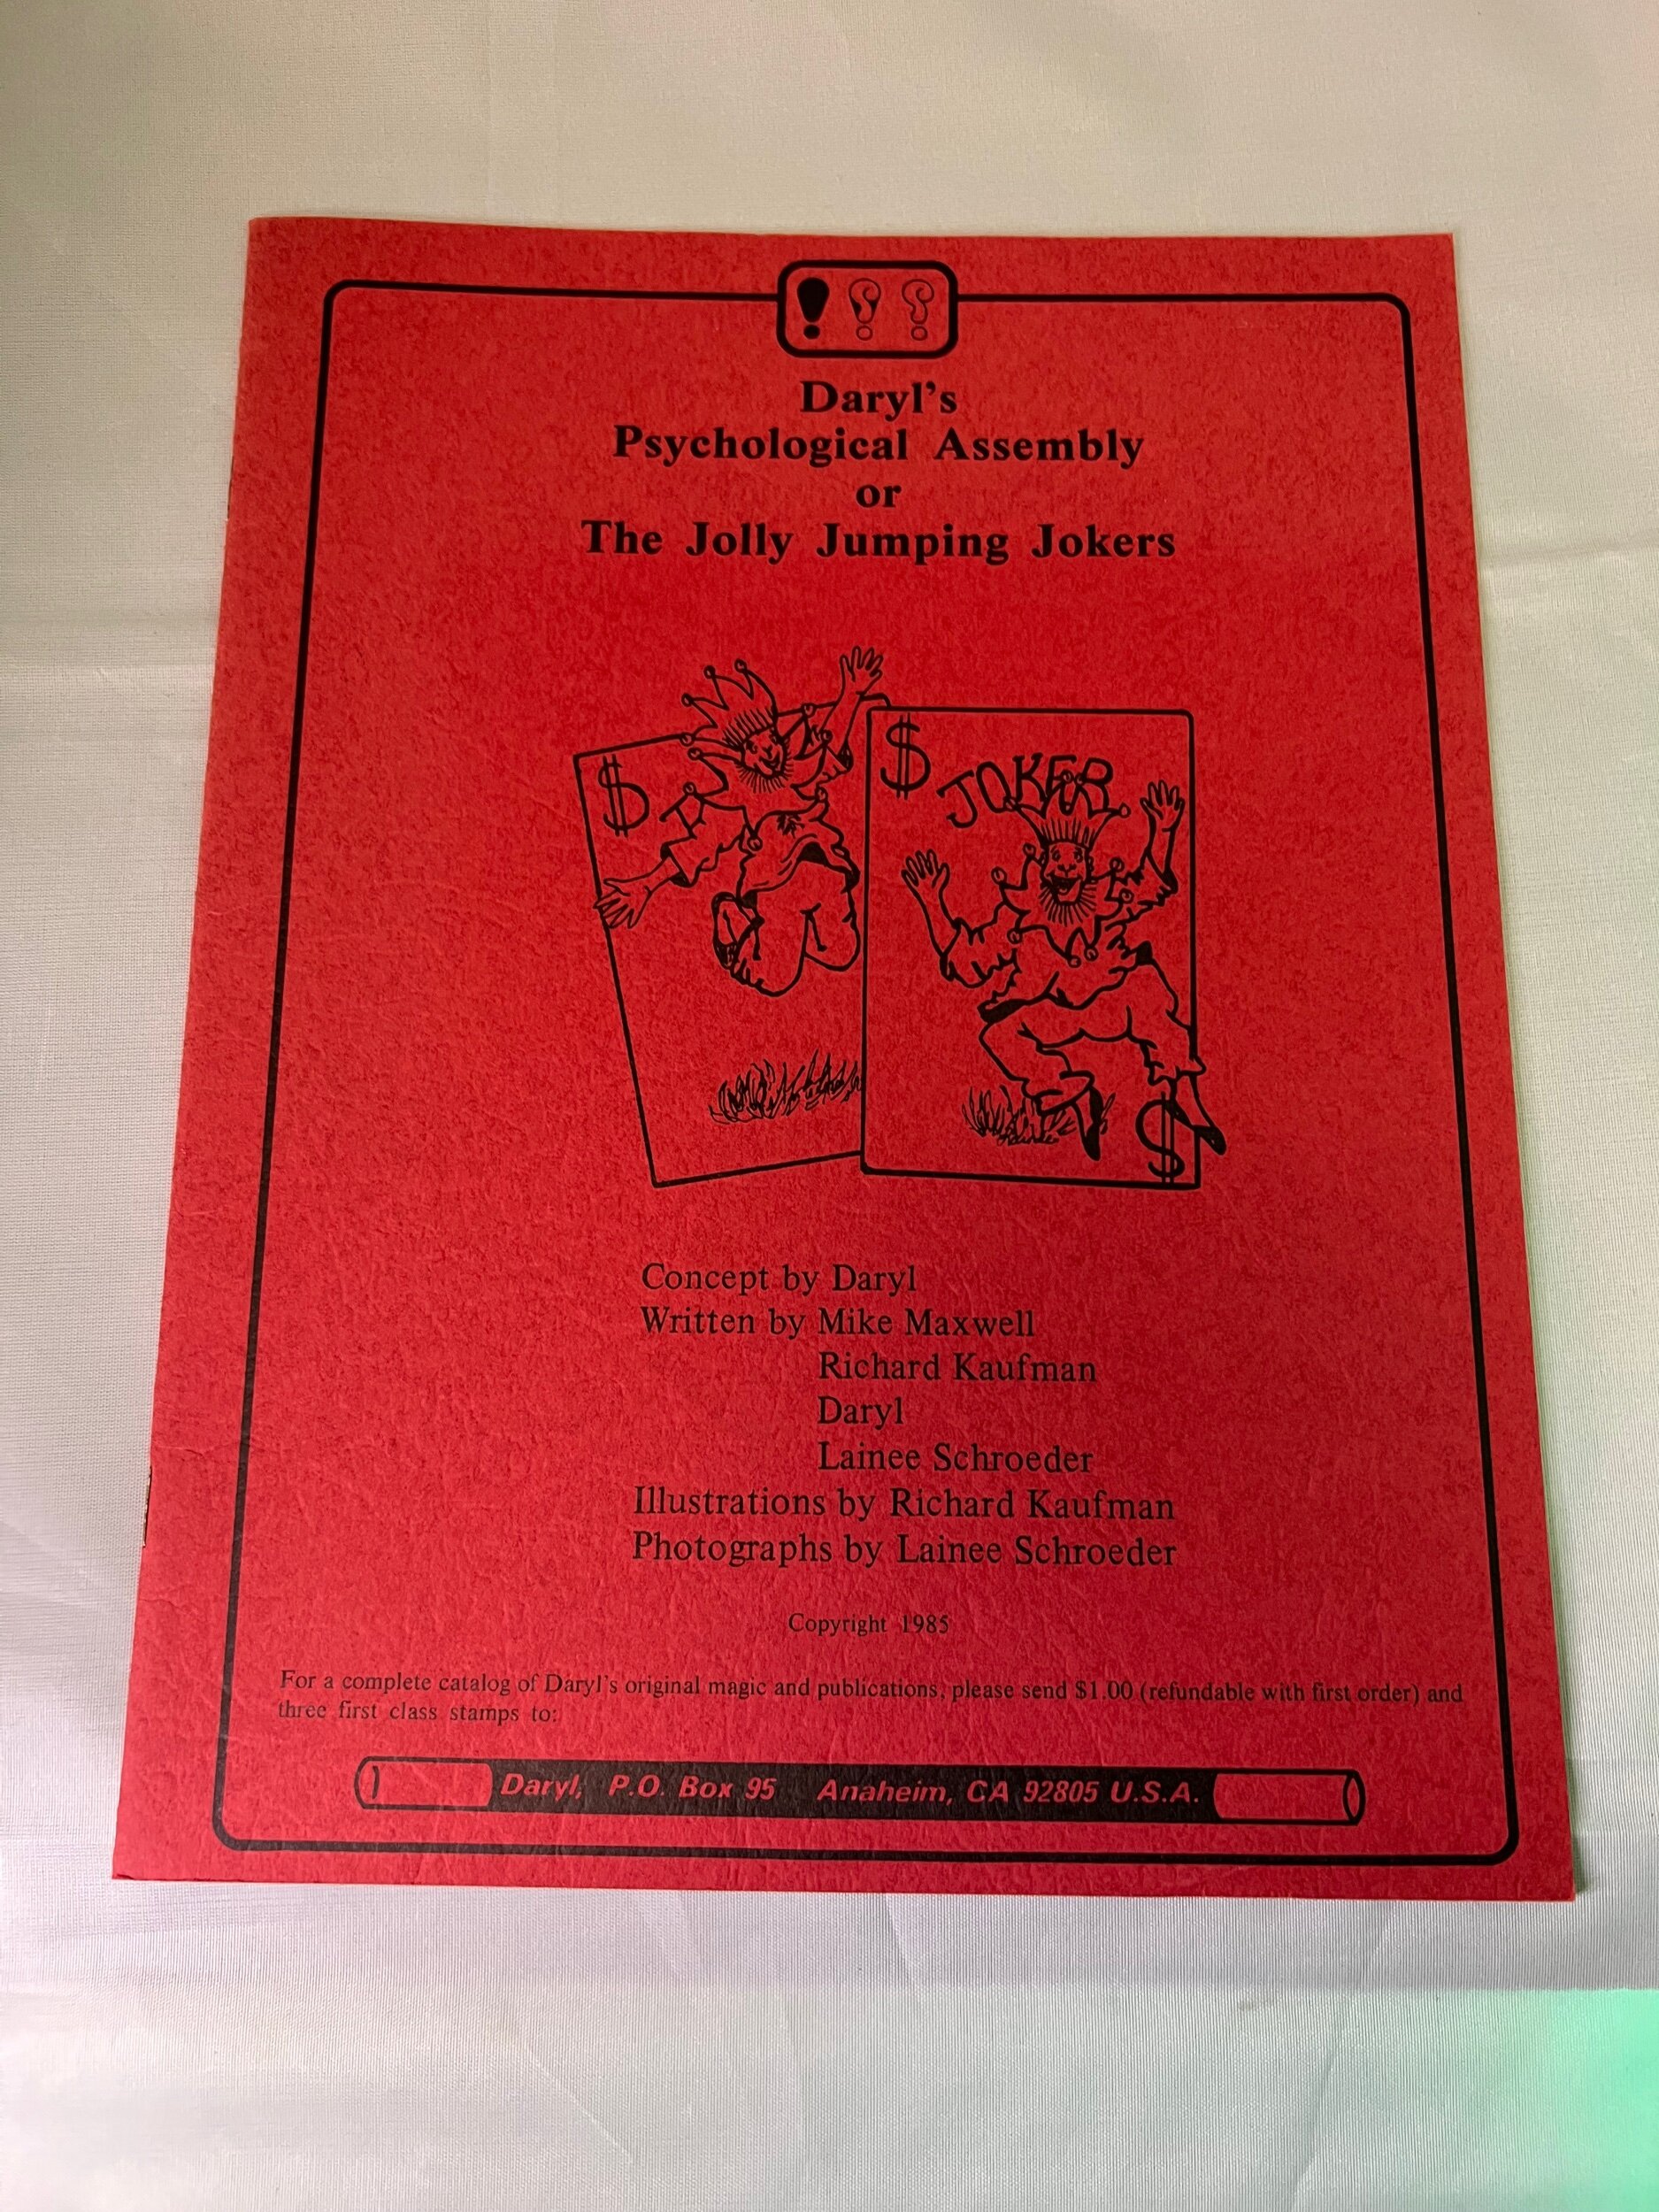 Daryl's
Psychological Assembly
or
The Jolly Jumping Jokers
$
$ JOKER
$
Concept by Daryl
Written by Mike Maxwell
Richard Kaufman
Daryl
Lainee Schroeder
Illustrations by Richard Kaufman
Photographs by Lainee Schroeder
Copyright 1985
For a complete catalog of Daryl's original magic and publications, please send $1.00 (refundable with first order) and
three first class stamps to:
Daryl, P.O. Box 95 Anaheim, CA 92805 U.S.A.